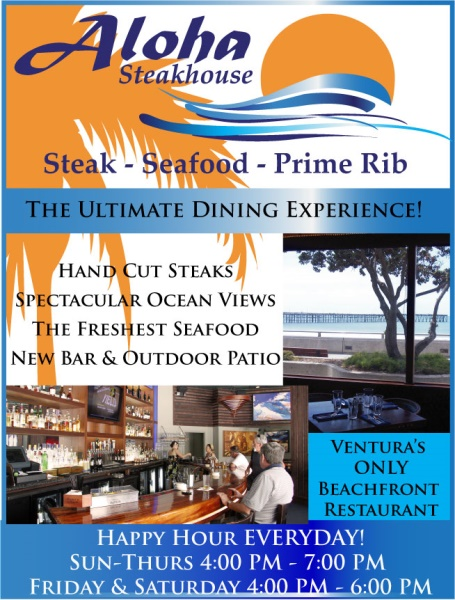 Aloha
Steakhouse
Steak - Seafood - Prime Rib
The Ultimate Dining Experience!
Hand Cut Steaks
Spectacular Ocean Views
The Freshest Seafood
New Bar & Outdoor Patio
Ventura's
ONLY
Beachfront
Restaurant
Happy Hour EVERYDAY!
Sun-Thurs 4:00 PM - 7:00 PM
Friday & Saturday 4:00 PM - 6:00 PM